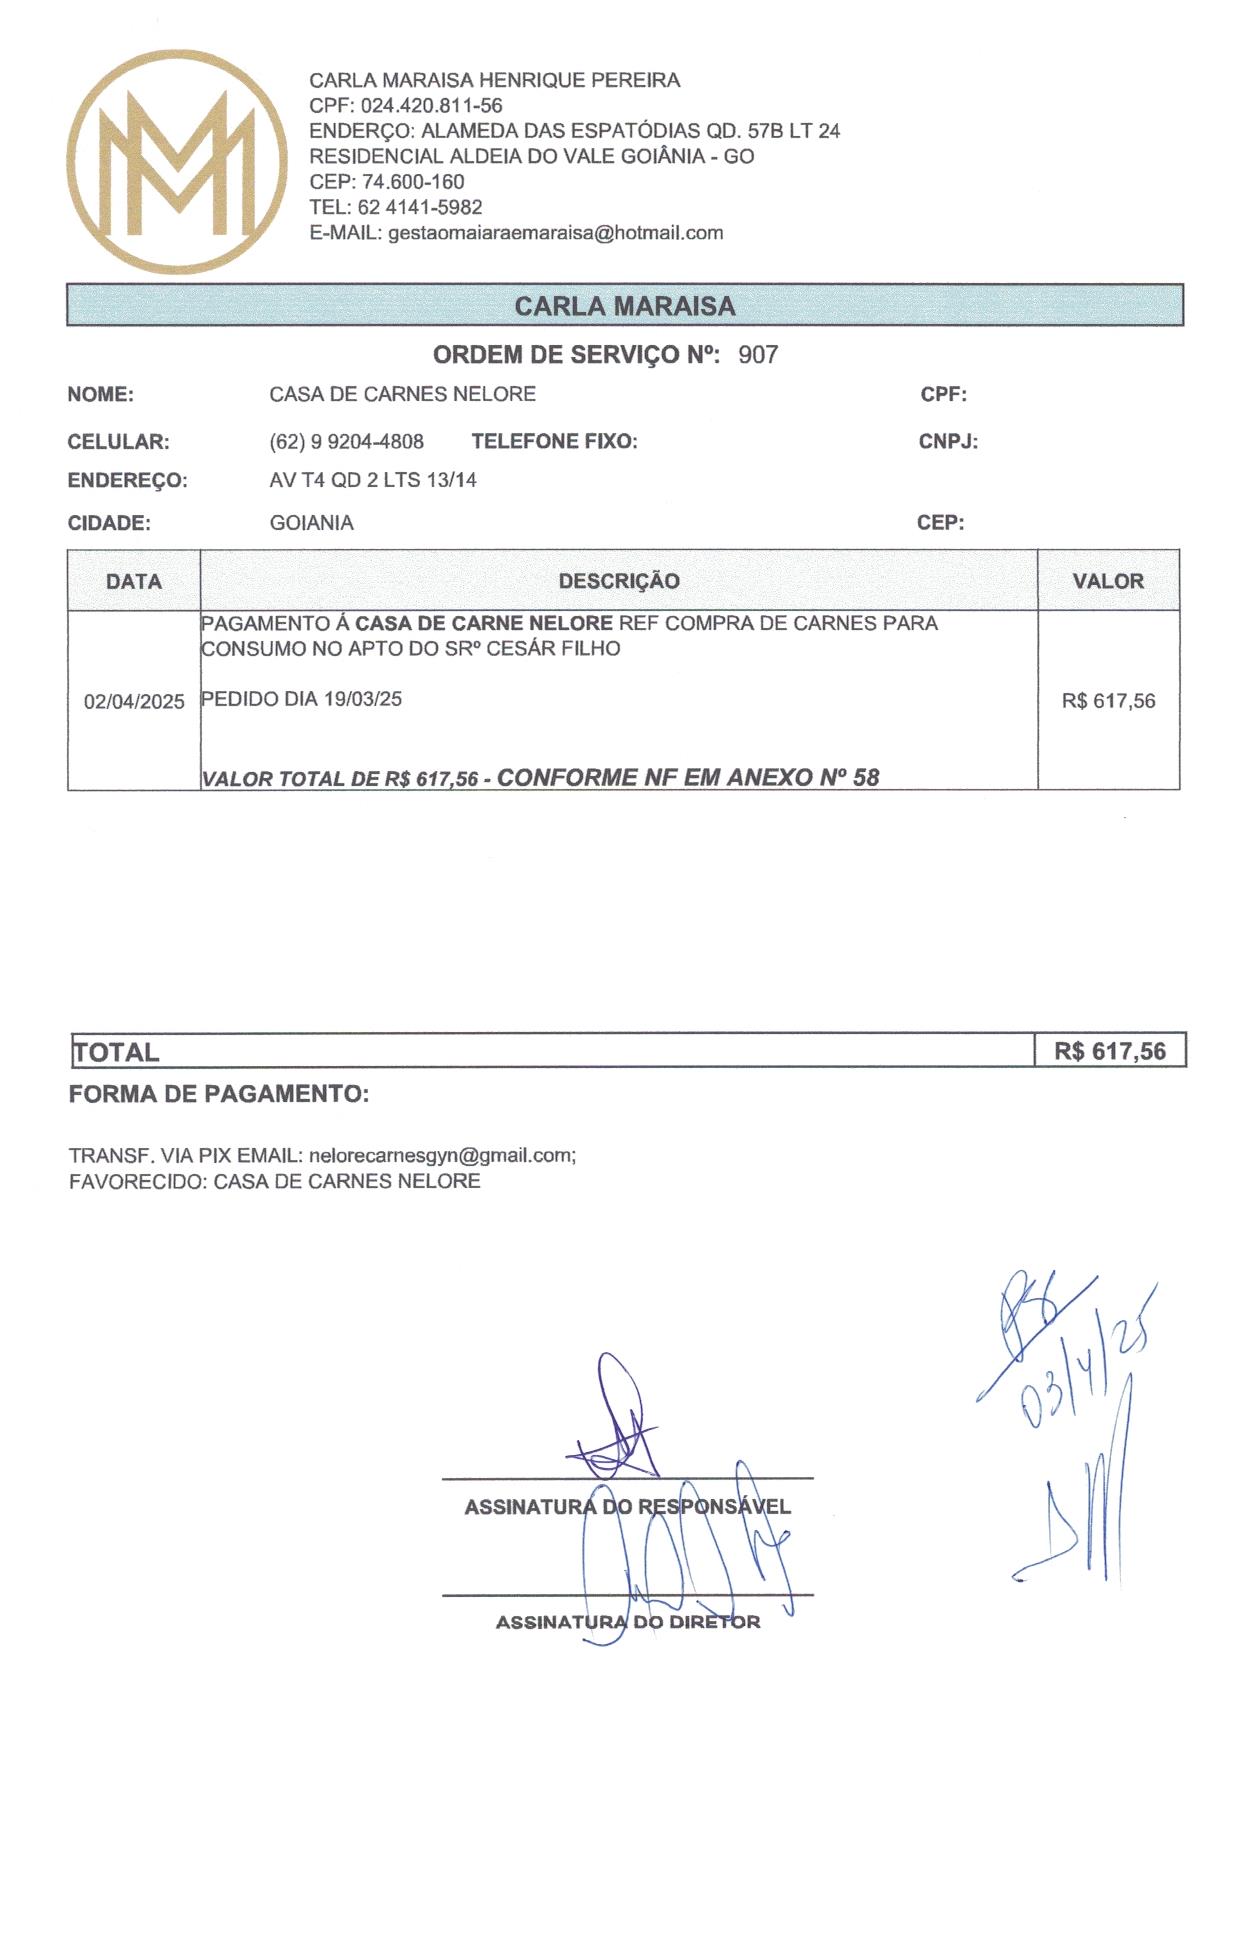 CARLA MARAISA HENRIQUE PEREIRA
CPF: 024.420.811-56
ENDERÇO: ALAMEDA DAS ESPATÓDIAS QD. 57B LT 24
RESIDENCIAL ALDEIA DO VALE GOIÂNIA - GO
CEP: 74.600-160
TEL: 62 4141-5982
E-MAIL: gestaomaiaraemaraisa@hotmail.com
CARLA MARAISA
ORDEM DE SERVIÇO Nº: 907
NOME: CASA DE CARNES NELORE CPF:
CELULAR: (62) 9 9204-4808 TELEFONE FIXO: CNPJ:
ENDEREÇO: AV T4 QD 2 LTS 13/14
CIDADE: GOIANIA CEP:
DATA DESCRIÇÃO VALOR
PAGAMENTO Á CASA DE CARNE NELORE REF COMPRA DE CARNES PARA
CONSUMO NO APTO DO SRº CESÁR FILHO
02/04/2025 PEDIDO DIA 19/03/25 R$ 617,56
VALOR TOTAL DE R$ 617,56 - CONFORME NF EM ANEXO Nº 58
TOTAL R$ 617,56
FORMA DE PAGAMENTO:
TRANSF. VIA PIX EMAIL: nelorecarnesgyn@gmail.com;
FAVORECIDO: CASA DE CARNES NELORE
03/4/25
ASSINATURA DO RESPONSÁVEL
ASSINATURA DO DIRETOR